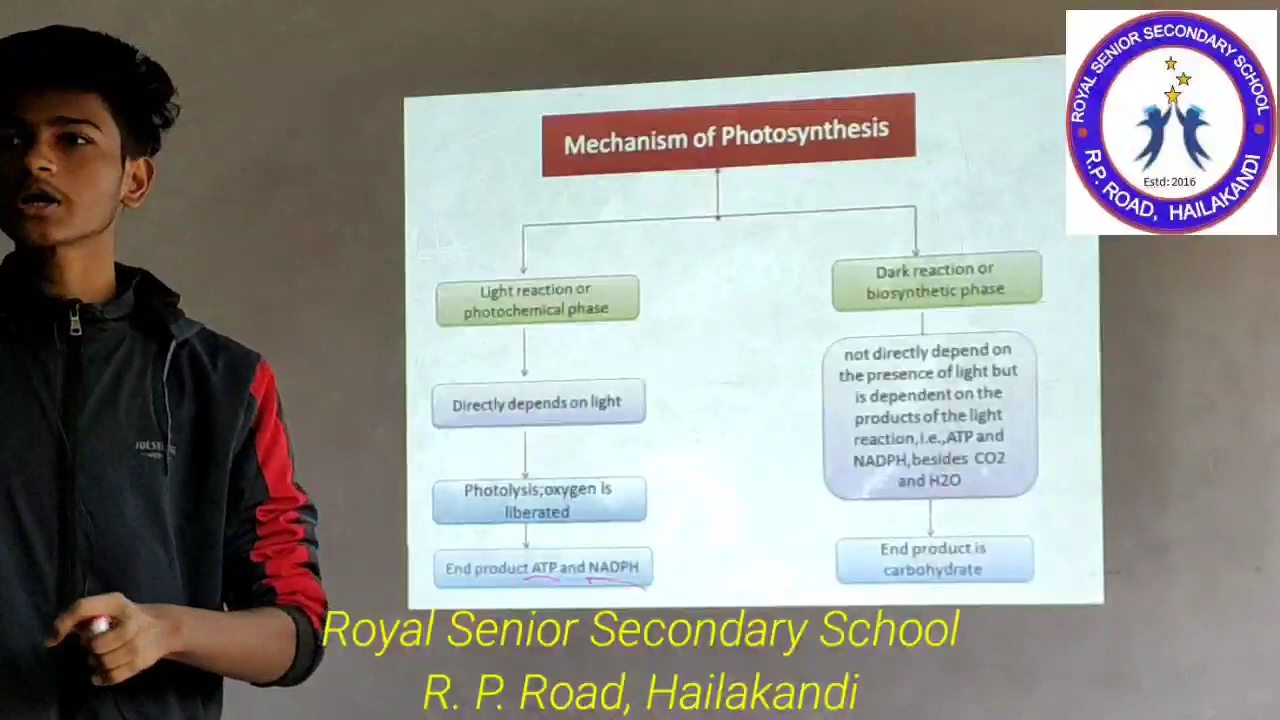 Mechanism of Photosynthesis
Light reaction or
photochemical phase
Directly depends on light
Photolysis;oxygen is
liberated
End product ATP and NADPH
Dark reaction or
biosynthetic phase
not directly depend on
the presence of light but
is dependent on the
products of the light
reaction,i.e.,ATP and
NADPH,besides CO2
and H2O
End product is
carbohydrate
ROYAL SENIOR SECONDARY SCHOOL
Estd: 2016
R.P. ROAD, HAILAKANDI
Royal Senior Secondary School
R. P. Road, Hailakandi